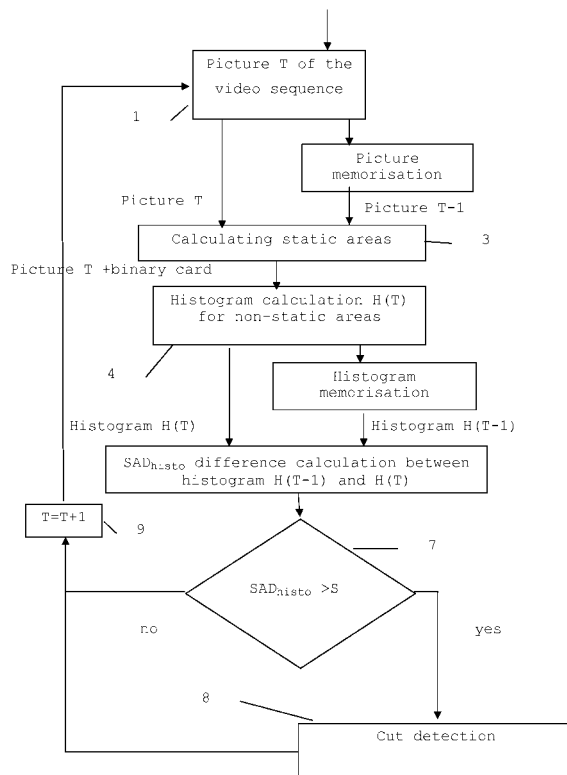 Picture T of the
video sequence
1
Picture
memorisation
Picture T
Picture T-1
Calculating static areas
3
Picture T +binary card
Histogram calculation H(T)
for non-static areas
4
Histogram
memorisation
Histogram H(T)
Histogram H(T-1)
SADhisto difference calculation between
histogram H(T-1) and H(T)
T=T+1
9
7
SADhisto >S
no
yes
8
Cut detection